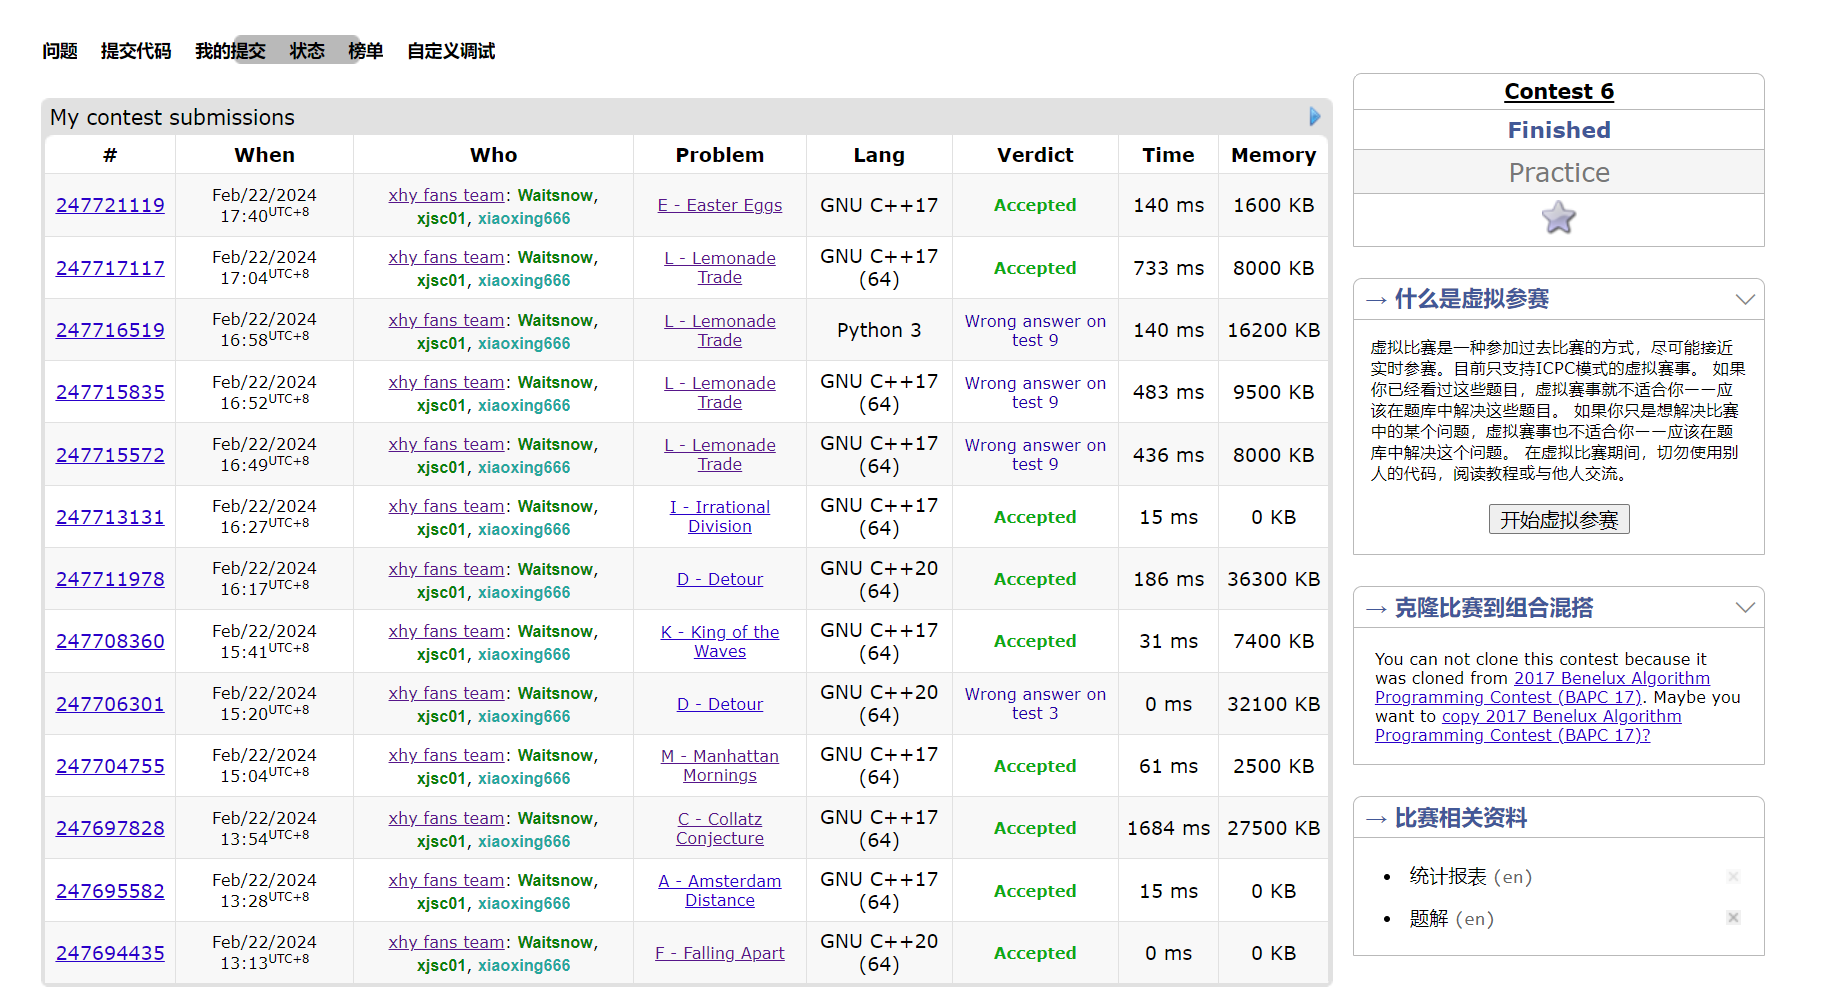 问题 提交代码 我的提交 状态 榜单 自定义调试
My contest submissions
# When Who Problem Lang Verdict Time Memory
247721119 Feb/22/2024 17:40UTC+8 xhy fans team: Waitsnow, xjsc01, xiaoxing666 E - Easter Eggs GNU C++17 Accepted 140 ms 1600 KB
247717117 Feb/22/2024 17:04UTC+8 xhy fans team: Waitsnow, xjsc01, xiaoxing666 L - Lemonade Trade GNU C++17 (64) Accepted 733 ms 8000 KB
247716519 Feb/22/2024 16:58UTC+8 xhy fans team: Waitsnow, xjsc01, xiaoxing666 L - Lemonade Trade Python 3 Wrong answer on test 9 140 ms 16200 KB
247715835 Feb/22/2024 16:52UTC+8 xhy fans team: Waitsnow, xjsc01, xiaoxing666 L - Lemonade Trade GNU C++17 (64) Wrong answer on test 9 483 ms 9500 KB
247715572 Feb/22/2024 16:49UTC+8 xhy fans team: Waitsnow, xjsc01, xiaoxing666 L - Lemonade Trade GNU C++17 (64) Wrong answer on test 9 436 ms 8000 KB
247713131 Feb/22/2024 16:27UTC+8 xhy fans team: Waitsnow, xjsc01, xiaoxing666 I - Irrational Division GNU C++17 (64) Accepted 15 ms 0 KB
247711978 Feb/22/2024 16:17UTC+8 xhy fans team: Waitsnow, xjsc01, xiaoxing666 D - Detour GNU C++20 (64) Accepted 186 ms 36300 KB
247708360 Feb/22/2024 15:41UTC+8 xhy fans team: Waitsnow, xjsc01, xiaoxing666 K - King of the Waves GNU C++17 (64) Accepted 31 ms 7400 KB
247706301 Feb/22/2024 15:20UTC+8 xhy fans team: Waitsnow, xjsc01, xiaoxing666 D - Detour GNU C++20 (64) Wrong answer on test 3 0 ms 32100 KB
247704755 Feb/22/2024 15:04UTC+8 xhy fans team: Waitsnow, xjsc01, xiaoxing666 M - Manhattan Mornings GNU C++17 (64) Accepted 61 ms 2500 KB
247697828 Feb/22/2024 13:54UTC+8 xhy fans team: Waitsnow, xjsc01, xiaoxing666 C - Collatz Conjecture GNU C++17 (64) Accepted 1684 ms 27500 KB
247695582 Feb/22/2024 13:28UTC+8 xhy fans team: Waitsnow, xjsc01, xiaoxing666 A - Amsterdam Distance GNU C++17 (64) Accepted 15 ms 0 KB
247694435 Feb/22/2024 13:13UTC+8 xhy fans team: Waitsnow, xjsc01, xiaoxing666 F - Falling Apart GNU C++20 (64) Accepted 0 ms 0 KB
Contest 6
Finished
Practice
→ 什么是虚拟参赛
虚拟比赛是一种参加过去比赛的方式，尽可能接近
实时参赛。目前只支持ICPC模式的虚拟赛事。 如果
你已经看过这些题目，虚拟赛事就不适合你——应
该在题库中解决这些题目。 如果你只是想解决比赛
中的某个问题，虚拟赛事也不适合你——应该在题
库中解决这个问题。 在虚拟比赛期间，切勿使用别
人的代码，阅读教程或与他人交流。
开始虚拟参赛
→ 克隆比赛到组合混搭
You can not clone this contest because it
was cloned from 2017 Benelux Algorithm
Programming Contest (BAPC 17). Maybe you
want to copy 2017 Benelux Algorithm
Programming Contest (BAPC 17)?
→ 比赛相关资料
• 统计报表 (en)
• 题解 (en)